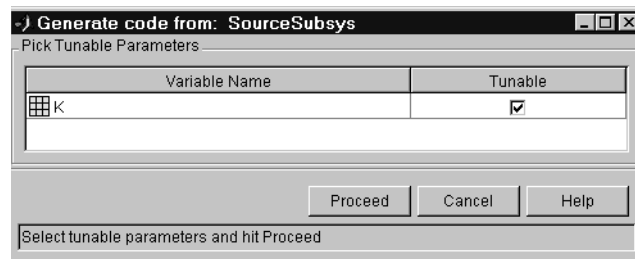 Generate code from: SourceSubsys
Pick Tunable Parameters
Variable Name Tunable
K
Proceed Cancel Help
Select tunable parameters and hit Proceed